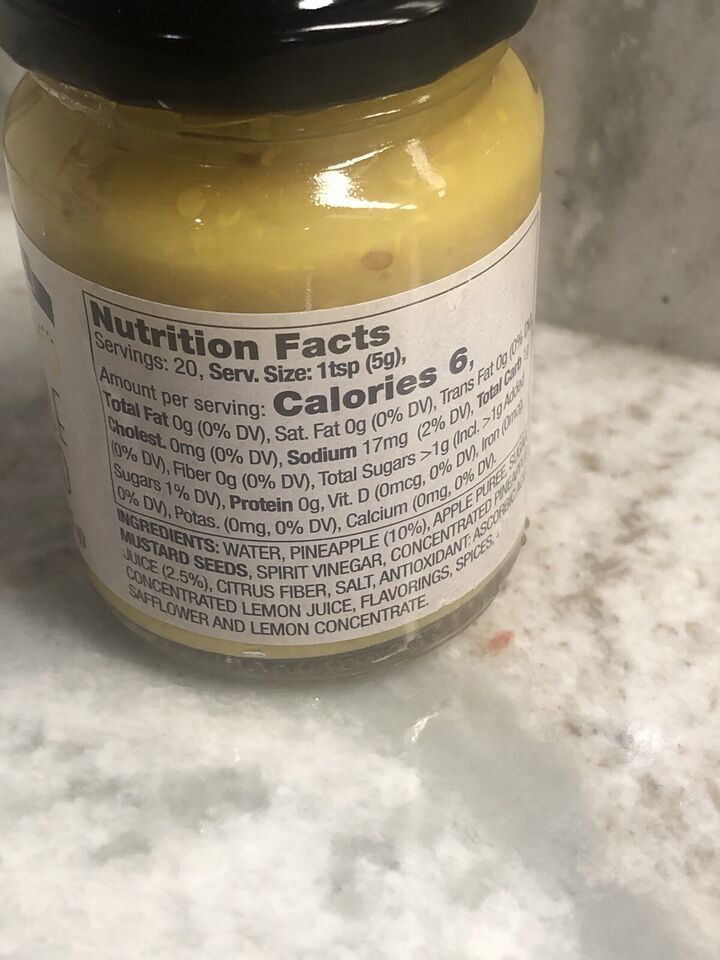 Nutrition Facts
Servings: 20, Serv. Size: 1tsp (5g),
Amount per serving: Calories 6,
Total Fat 0g (0% DV), Sat. Fat 0g (0% DV), Trans Fat 0g (0% DV
Cholest. 0mg (0% DV), Sodium 17mg (2% DV), Total Carb.
(0% DV), Fiber 0g (0% DV), Total Sugars >1g (Incl. >1g Added
Sugars 1% DV), Protein 0g, Vit. D (0mcg, 0% DV), Iron (0mcg,
0% DV), Potas. (0mg, 0% DV), Calcium (0mg, 0% DV).
INGREDIENTS: WATER, PINEAPPLE (10%), APPLE PUREE, SUGAR,
MUSTARD SEEDS, SPIRIT VINEGAR, CONCENTRATED PINEAPPLE
JUICE (2.5%), CITRUS FIBER, SALT, ANTIOXIDANT: ASCORBIC
CONCENTRATED LEMON JUICE, FLAVORINGS, SPICES,
SAFFLOWER AND LEMON CONCENTRATE.